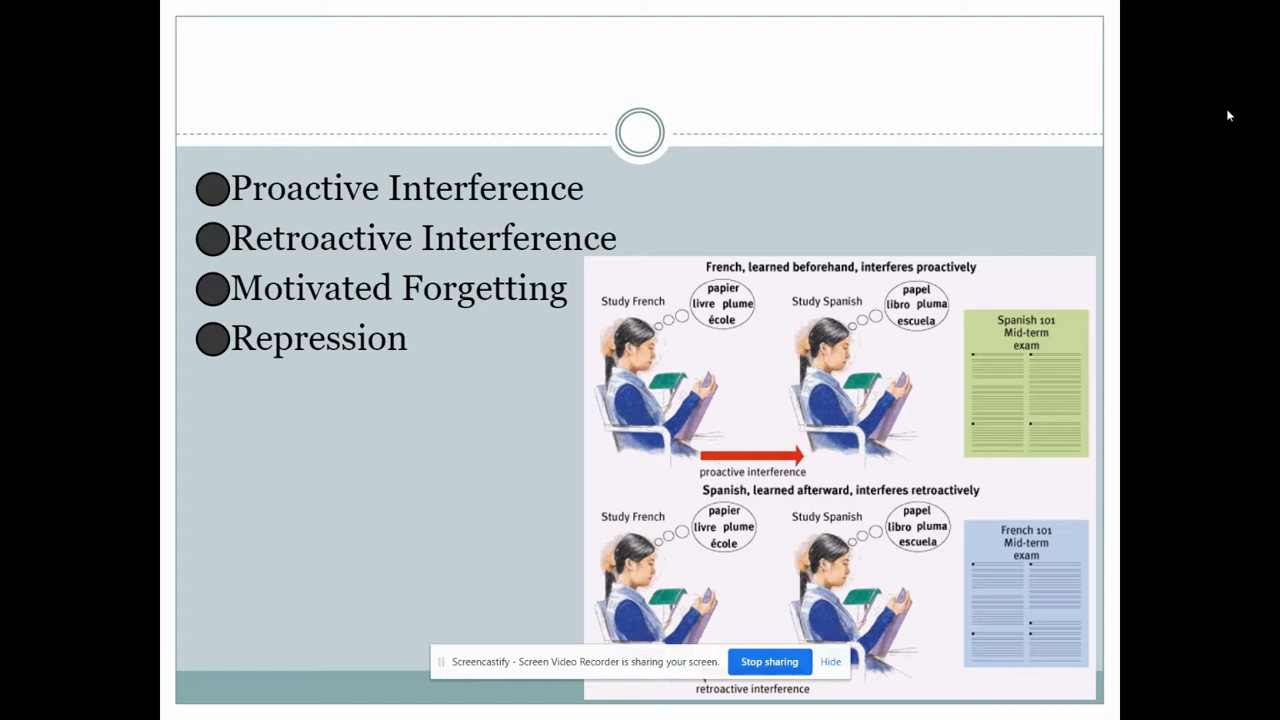 Proactive Interference
Retroactive Interference
Motivated Forgetting
Repression
French, learned beforehand, interferes proactively
Study French
papier
livre plume
école
Study Spanish
papel
libro pluma
escuela
Spanish 101
Mid-term
exam
proactive interference
Spanish, learned afterward, interferes retroactively
Study French
papier
livre plume
école
Study Spanish
papel
libro pluma
escuela
French 101
Mid-term
exam
Screencastify - Screen Video Recorder is sharing your screen.
Stop sharing
Hide
retroactive interference